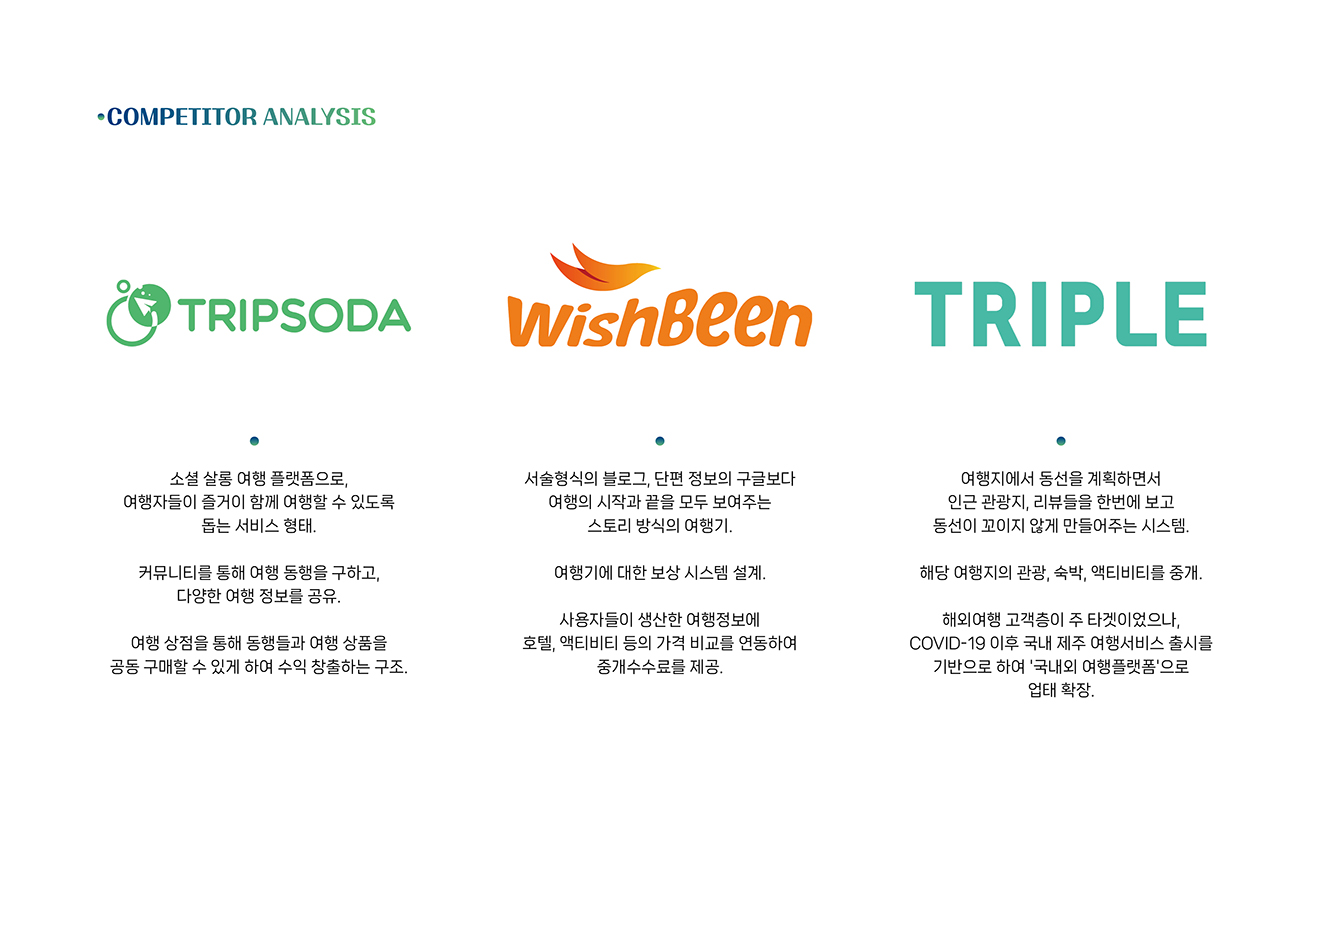 •COMPETITOR ANALYSIS
TRIPSODA
WishBeen
TRIPLE
소셜 살롱 여행 플랫폼으로,
여행자들이 즐거이 함께 여행할 수 있도록
돕는 서비스 형태.
커뮤니티를 통해 여행 동행을 구하고,
다양한 여행 정보를 공유.
여행 상점을 통해 동행들과 여행 상품을
공동 구매할 수 있게 하여 수익 창출하는 구조.
서술형식의 블로그, 단편 정보의 구글보다
여행의 시작과 끝을 모두 보여주는
스토리 방식의 여행기.
여행기에 대한 보상 시스템 설계.
사용자들이 생산한 여행정보에
호텔, 액티비티 등의 가격 비교를 연동하여
중개수수료를 제공.
여행지에서 동선을 계획하면서
인근 관광지, 리뷰들을 한번에 보고
동선이 꼬이지 않게 만들어주는 시스템.
해당 여행지의 관광, 숙박, 액티비티를 중개.
해외여행 고객층이 주 타겟이었으나,
COVID-19 이후 국내 제주 여행서비스 출시를
기반으로 하여 '국내외 여행플랫폼'으로
업태 확장.